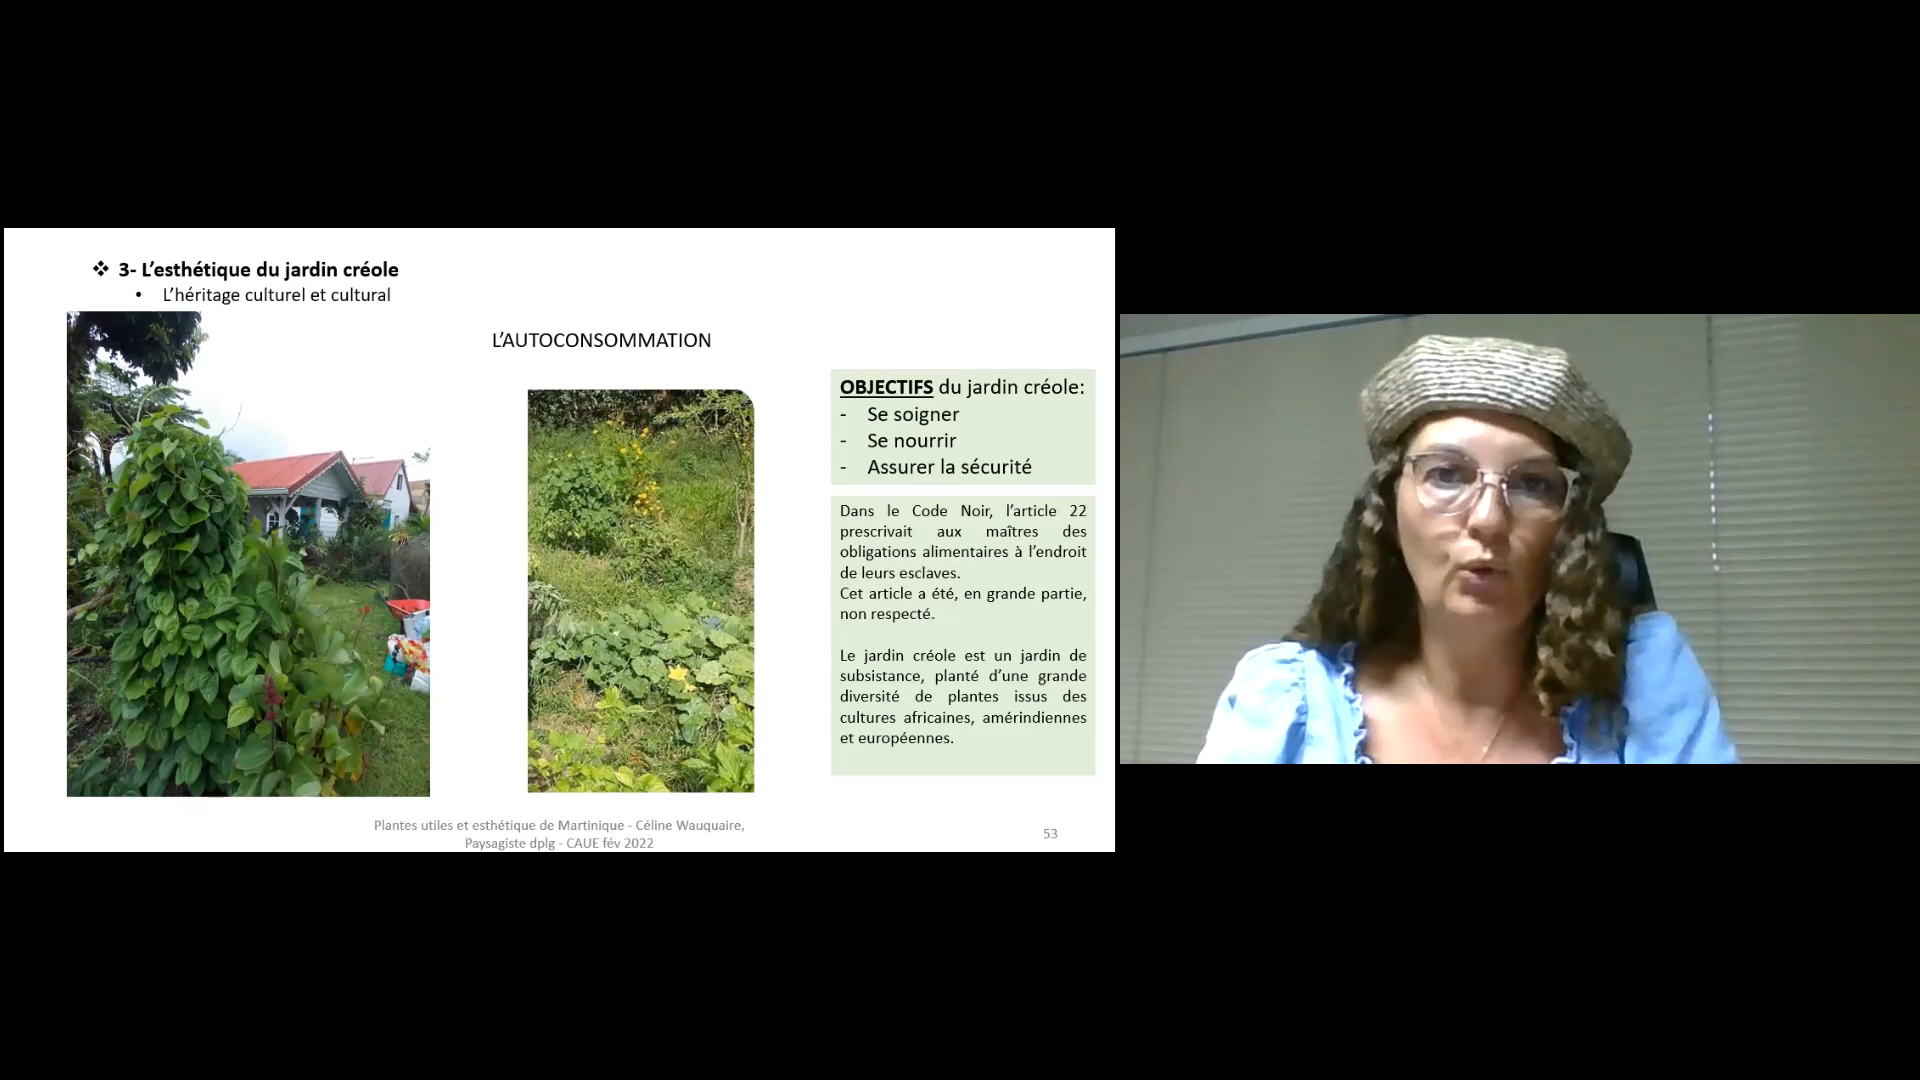 ❖ 3- L’esthétique du jardin créole
• L’héritage culturel et cultural
L’AUTOCONSOMMATION
OBJECTIFS du jardin créole:
- Se soigner
- Se nourrir
- Assurer la sécurité
Dans le Code Noir, l’article 22
prescrivait aux maîtres des
obligations alimentaires à l’endroit
de leurs esclaves.
Cet article a été, en grande partie,
non respecté.
Le jardin créole est un jardin de
subsistance, planté d’une grande
diversité de plantes issus des
cultures africaines, amérindiennes
et européennes.
Plantes utiles et esthétique de Martinique - Céline Wauquaire,
Paysagiste dplg - CAUE fév 2022
53